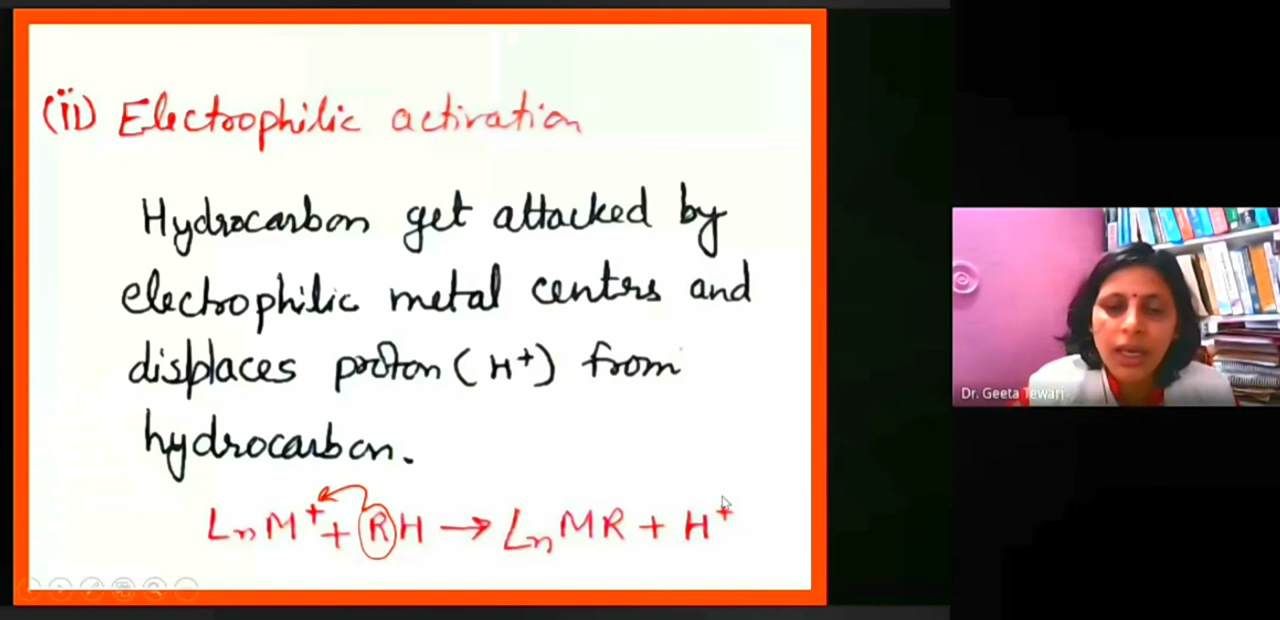 (ii) Electrophilic activation
Hydrocarbon get attacked by
electrophilic metal centers and
displaces proton (H⁺) from
hydrocarbon.
LₙM⁺ + RH → LₙMR + H⁺
Dr. Geeta Tewari